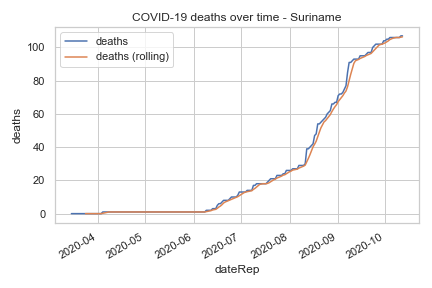 COVID-19 deaths over time - Suriname
deaths
deaths (rolling)
deaths
100
80
60
40
20
0
2020-04
2020-05
2020-06
2020-07
2020-08
2020-09
2020-10
dateRep